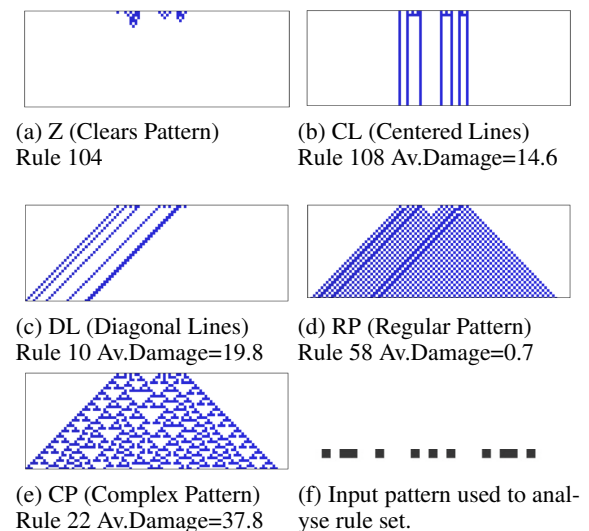 (a) Z (Clears Pattern)
Rule 104
(b) CL (Centered Lines)
Rule 108 Av.Damage=14.6
(c) DL (Diagonal Lines)
Rule 10 Av.Damage=19.8
(d) RP (Regular Pattern)
Rule 58 Av.Damage=0.7
(e) CP (Complex Pattern)
Rule 22 Av.Damage=37.8
(f) Input pattern used to anal-
yse rule set.